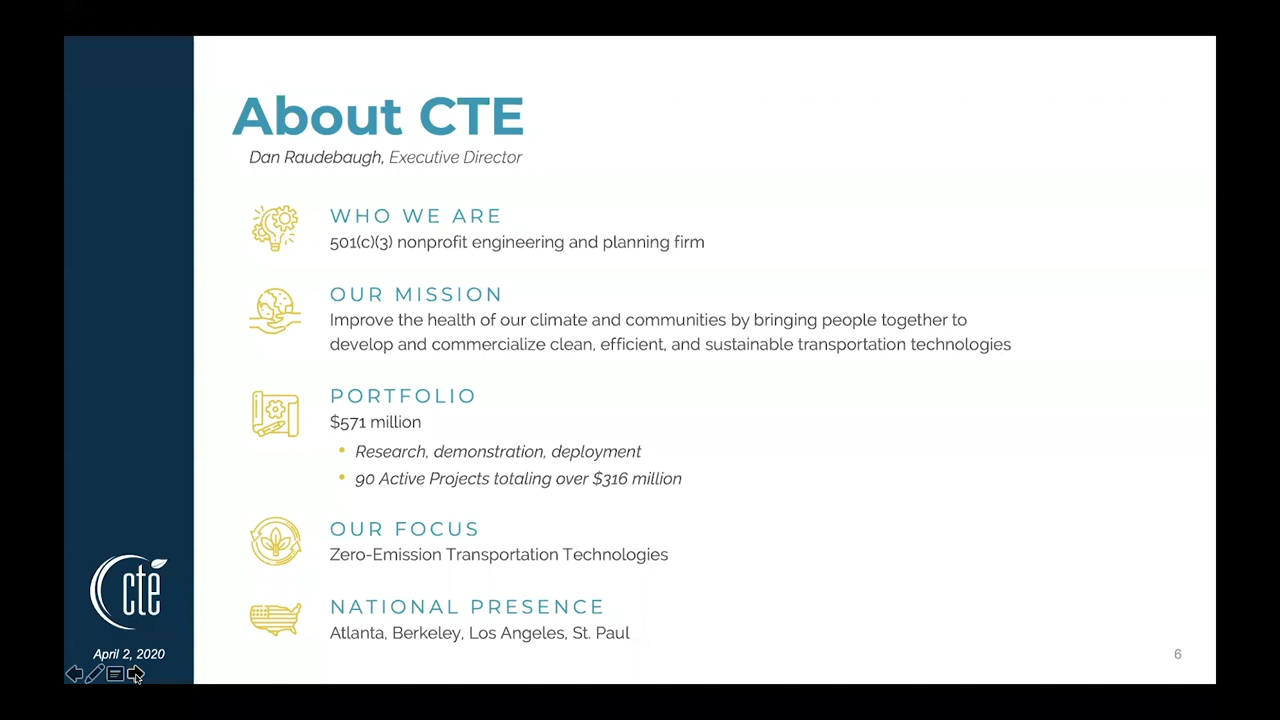 About CTE
Dan Raudebaugh, Executive Director
WHO WE ARE
501(c)(3) nonprofit engineering and planning firm
OUR MISSION
Improve the health of our climate and communities by bringing people together to
develop and commercialize clean, efficient, and sustainable transportation technologies
PORTFOLIO
$571 million
• Research, demonstration, deployment
• 90 Active Projects totaling over $316 million
OUR FOCUS
Zero-Emission Transportation Technologies
NATIONAL PRESENCE
Atlanta, Berkeley, Los Angeles, St. Paul
cte
April 2, 2020
6